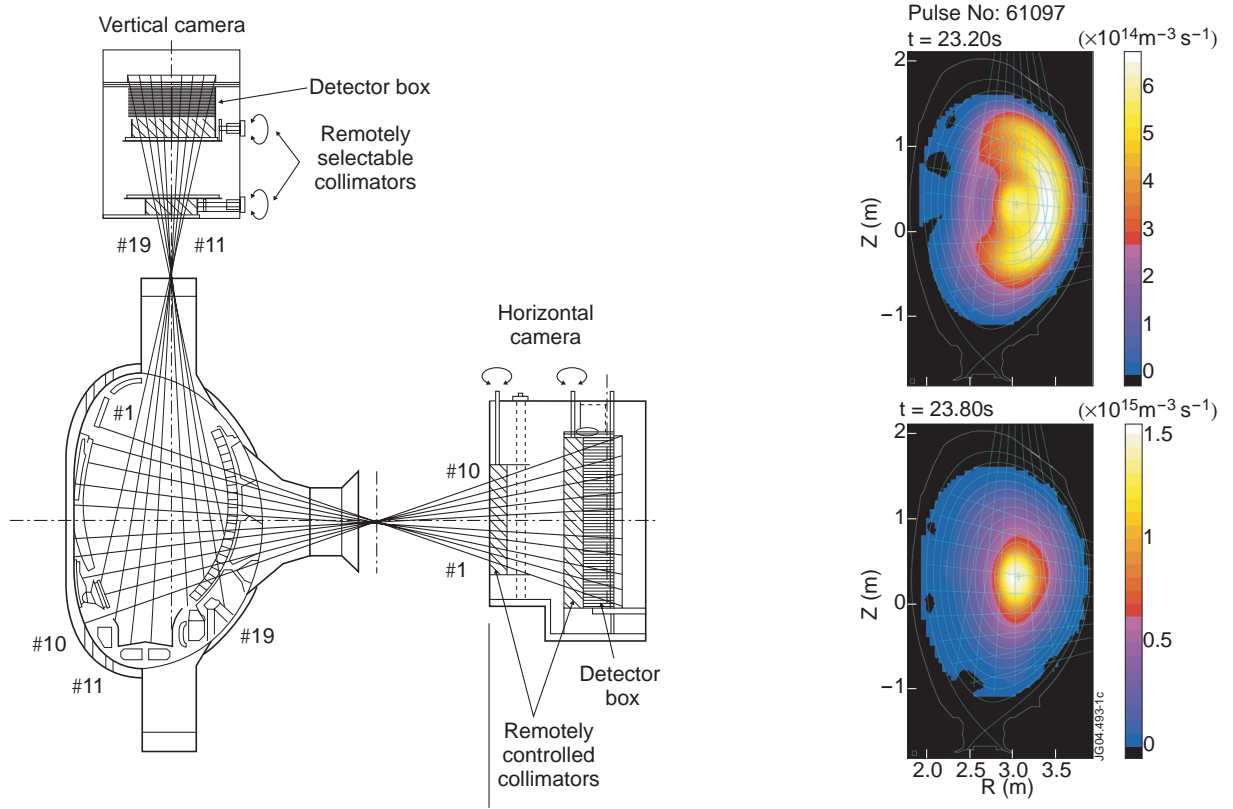 Vertical camera
Detector box
Remotely
selectable
collimators
#19
#11
Horizontal
camera
#1
#10
#1
#10
#11
#19
Detector
box
Remotely
controlled
collimators
Pulse No: 61097
t = 23.20s
(×10¹⁴m⁻³ s⁻¹)
2
1
0
−1
Z (m)
6
5
4
3
2
1
0
t = 23.80s
(×10¹⁵m⁻³ s⁻¹)
2
1
0
−1
Z (m)
1.5
1
0.5
0
2.0 2.5 3.0 3.5
R (m)
JG04.493-1c